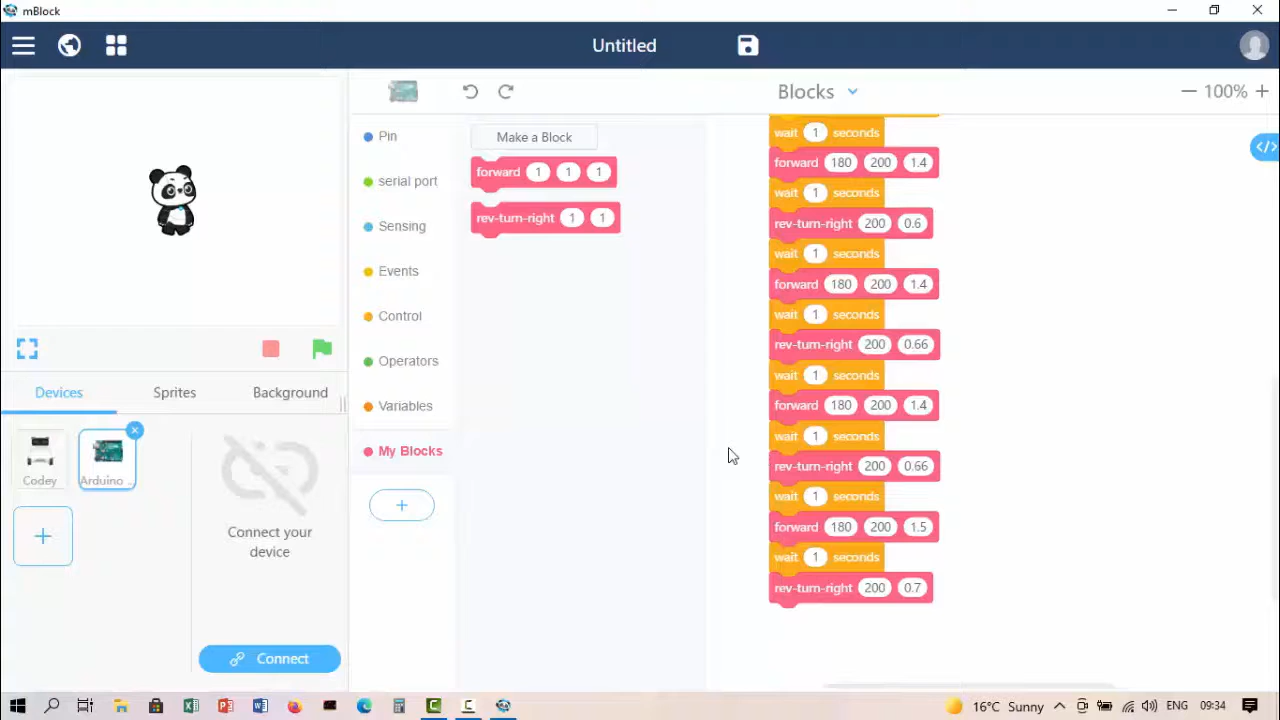 mBlock
Untitled
Blocks
100%
Pin
serial port
Sensing
Events
Control
Operators
Variables
My Blocks
Make a Block
forward 1 1 1
rev-turn-right 1 1
wait 1 seconds
forward 180 200 1.4
wait 1 seconds
rev-turn-right 200 0.6
wait 1 seconds
forward 180 200 1.4
wait 1 seconds
rev-turn-right 200 0.66
wait 1 seconds
forward 180 200 1.4
wait 1 seconds
rev-turn-right 200 0.66
wait 1 seconds
forward 180 200 1.5
wait 1 seconds
rev-turn-right 200 0.7
Devices
Sprites
Background
Codey
Arduino ...
Connect your
device
Connect
16°C Sunny
ENG
09:34